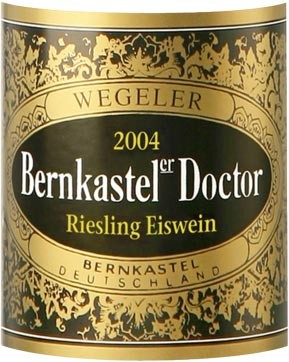 WEGELER
2004
Bernkasteler Doctor
Riesling Eiswein
BERNKASTEL
DEUTSCHLAND